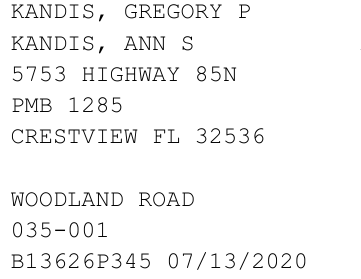 KANDIS, GREGORY P
KANDIS, ANN S
5753 HIGHWAY 85N
PMB 1285
CRESTVIEW FL 32536

WOODLAND ROAD
035-001
B13626P345 07/13/2020